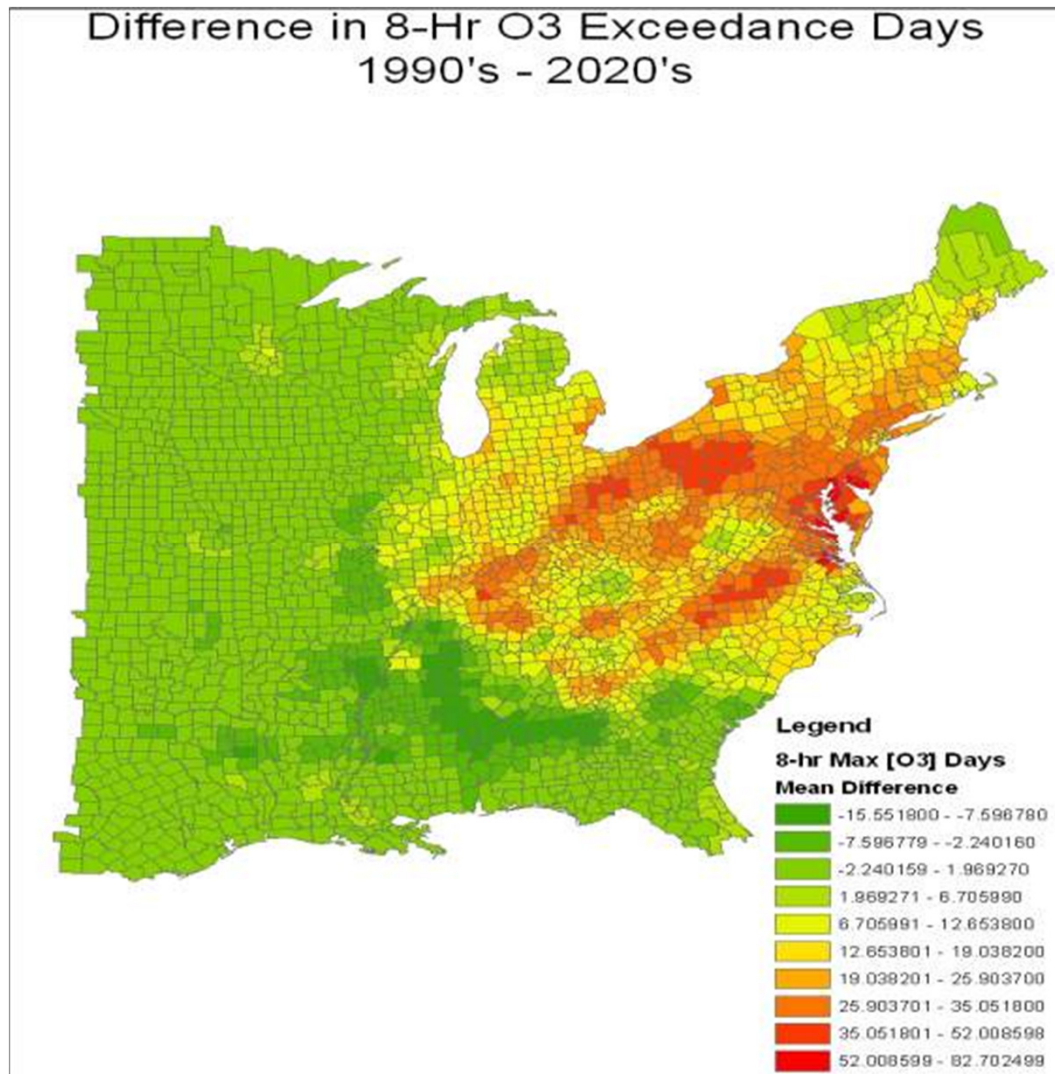 Difference in 8-Hr O3 Exceedance Days
1990's - 2020's
Legend
8-hr Max [O3] Days
Mean Difference
-15.551800 - -7.596780
-7.596779 - -2.240160
-2.240159 - 1.969270
1.969271 - 6.705990
6.705991 - 12.653800
12.653801 - 19.038200
19.038201 - 25.903700
25.903701 - 35.051800
35.051801 - 52.008598
52.008599 - 82.702499